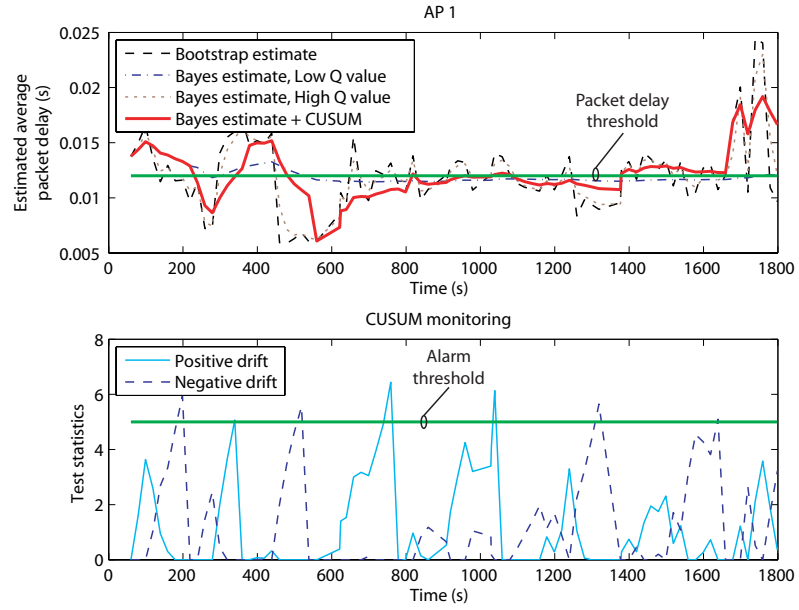 AP 1
Estimated average
packet delay (s)
0.025
0.02
0.015
0.01
0.005
Bootstrap estimate
Bayes estimate, Low Q value
Bayes estimate, High Q value
Bayes estimate + CUSUM
Packet delay
threshold
0 200 400 600 800 1000 1200 1400 1600 1800
Time (s)
CUSUM monitoring
Test statistics
8
6
4
2
0
Positive drift
Negative drift
Alarm
threshold
0 200 400 600 800 1000 1200 1400 1600 1800
Time (s)